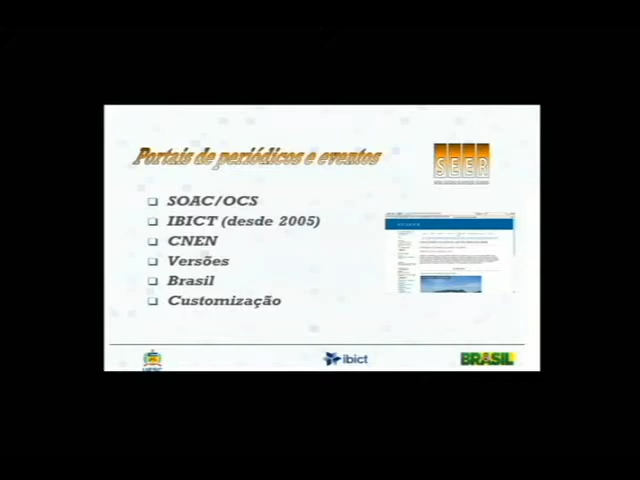 Portais de periódicos e eventos
SEER
SOAC/OCS
IBICT (desde 2005)
CNEN
Versões
Brasil
Customização
ibict
BRASIL